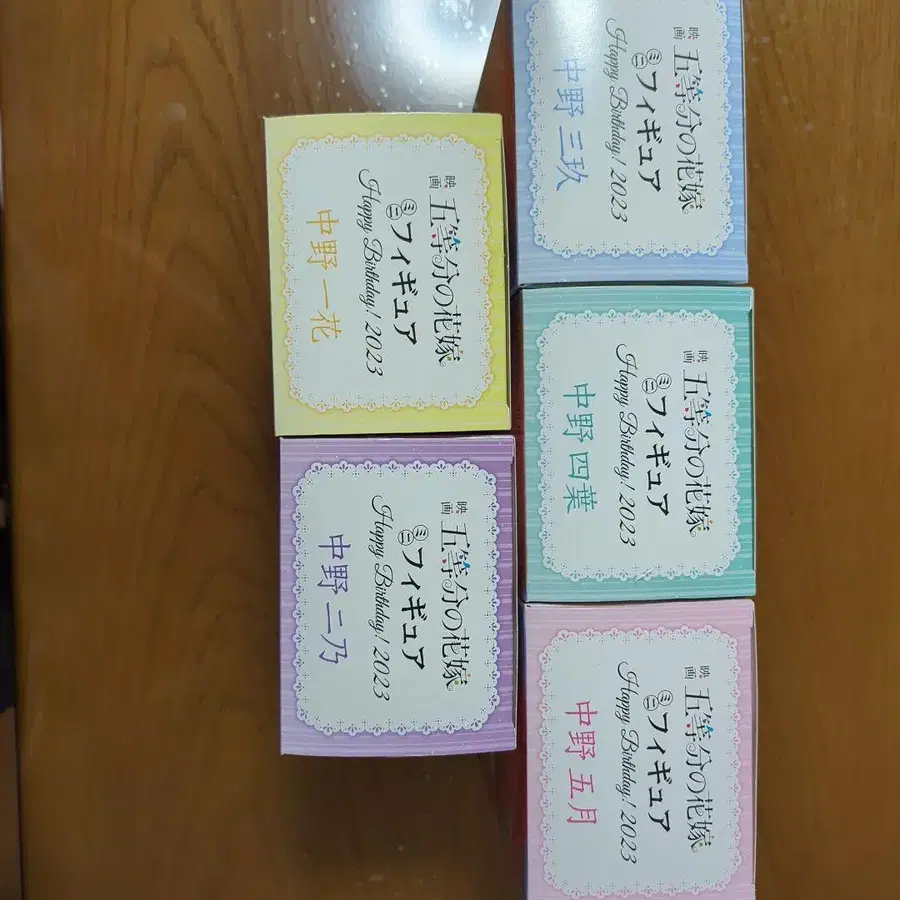 映画
五等分の花嫁
ミニフィギュア
Happy Birthday! 2023
中野 一花
映画
五等分の花嫁
ミニフィギュア
Happy Birthday! 2023
中野 二乃
映画
五等分の花嫁
ミニフィギュア
Happy Birthday! 2023
中野 三玖
映画
五等分の花嫁
ミニフィギュア
Happy Birthday! 2023
中野 四葉
映画
五等分の花嫁
ミニフィギュア
Happy Birthday! 2023
中野 五月